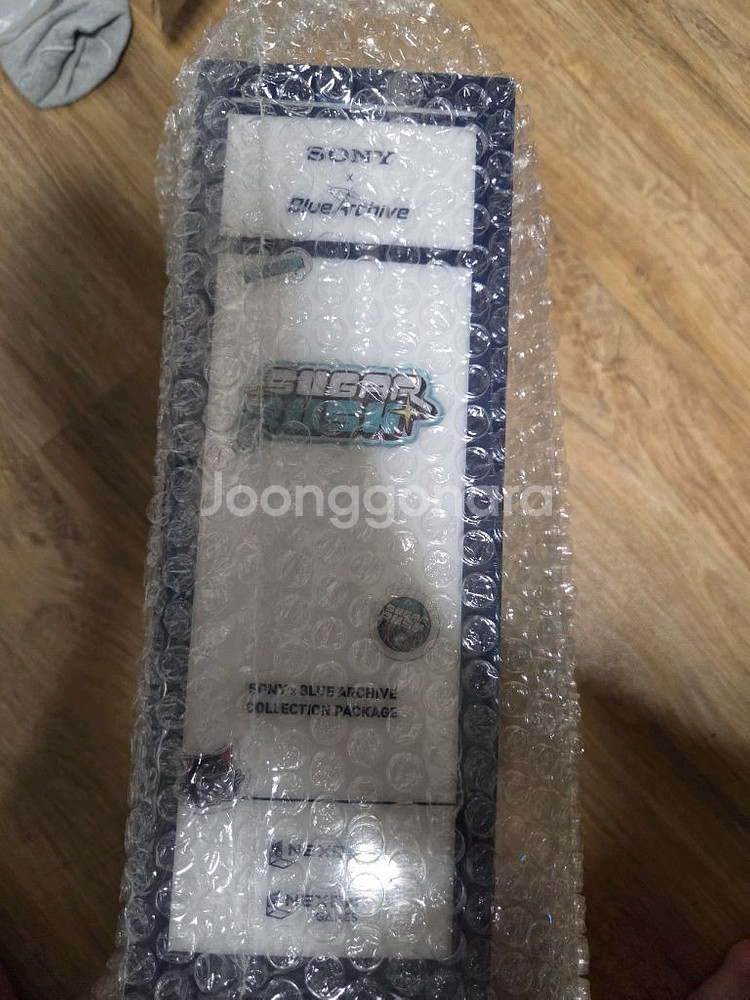 SONY
x
Blue Archive
SUGAR
RUSH
Joonggonara
SONY x BLUE ARCHIVE
COLLECTION PACKAGE
NEXON
NEXON
GAMES